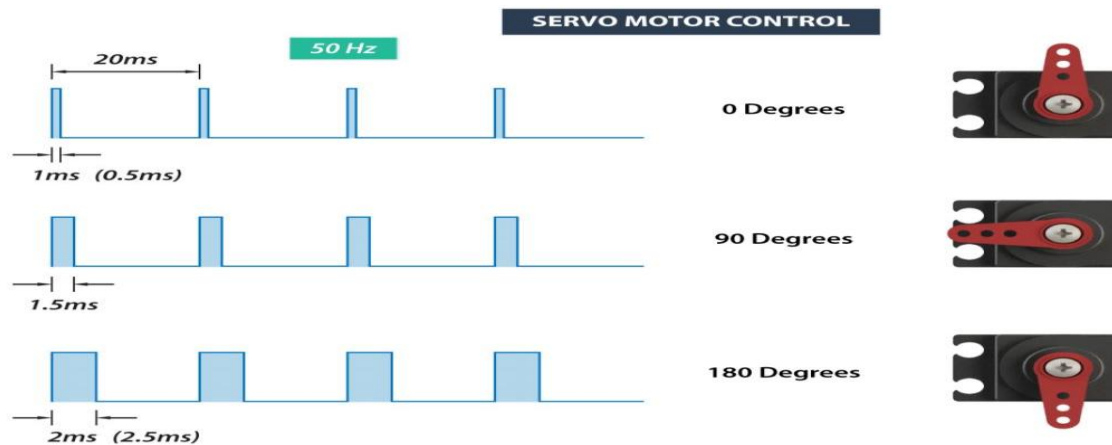 SERVO MOTOR CONTROL
50 Hz
20ms
0 Degrees
1ms (0.5ms)
90 Degrees
1.5ms
180 Degrees
2ms (2.5ms)